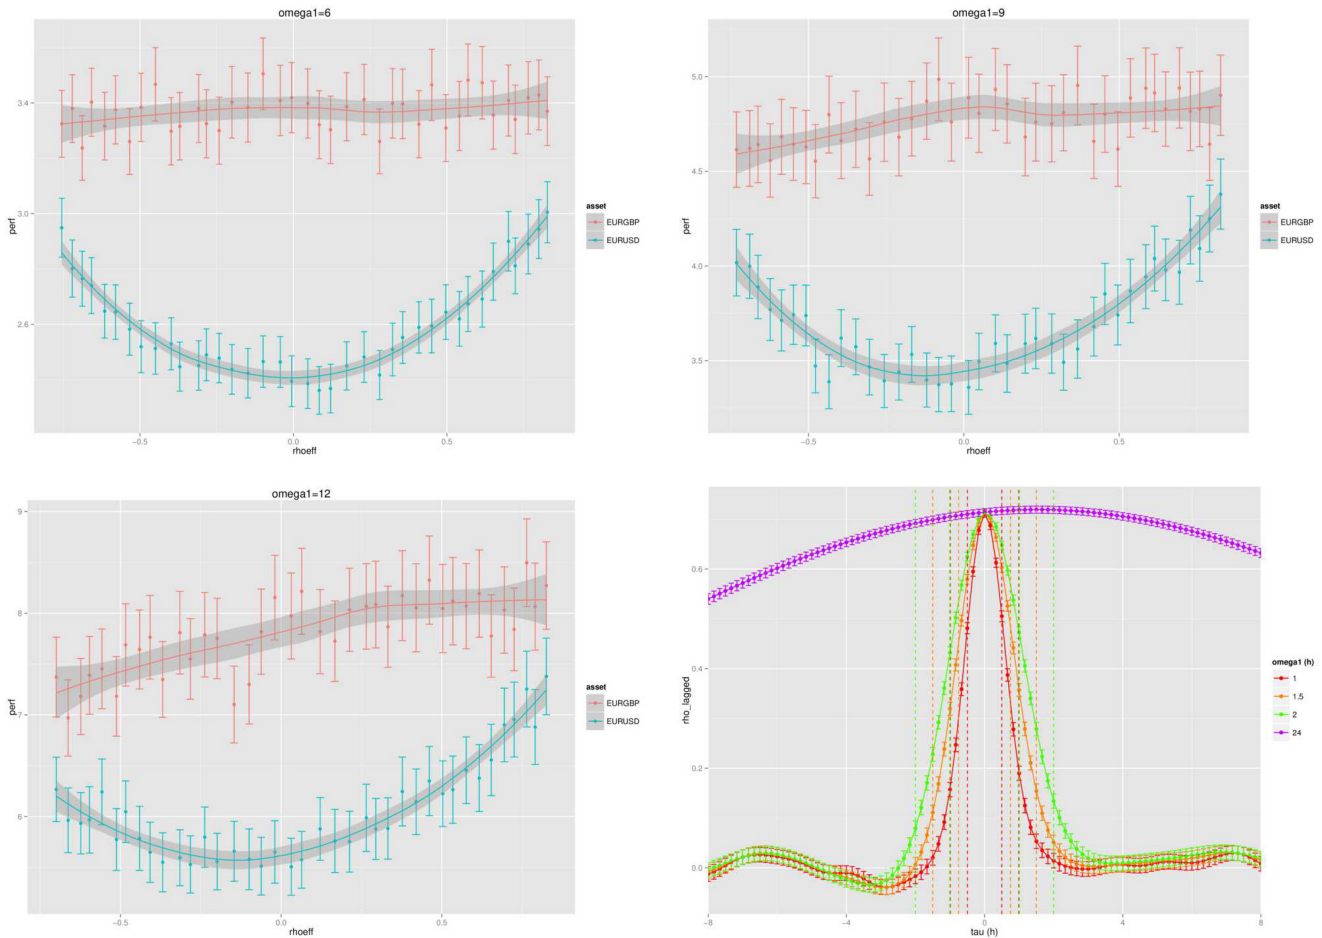 omega1=6
3.4
3.0
2.6
perf
−0.5
0.0
0.5
rhoeff
asset
EURGBP
EURUSD
omega1=9
5.0
4.5
4.0
3.5
perf
−0.5
0.0
0.5
rhoeff
asset
EURGBP
EURUSD
omega1=12
9
8
7
6
perf
−0.5
0.0
0.5
rhoeff
asset
EURGBP
EURUSD
0.6
0.4
0.2
0.0
rho_lagged
−8
−4
0
4
8
tau (h)
omega1 (h)
1
1.5
2
24